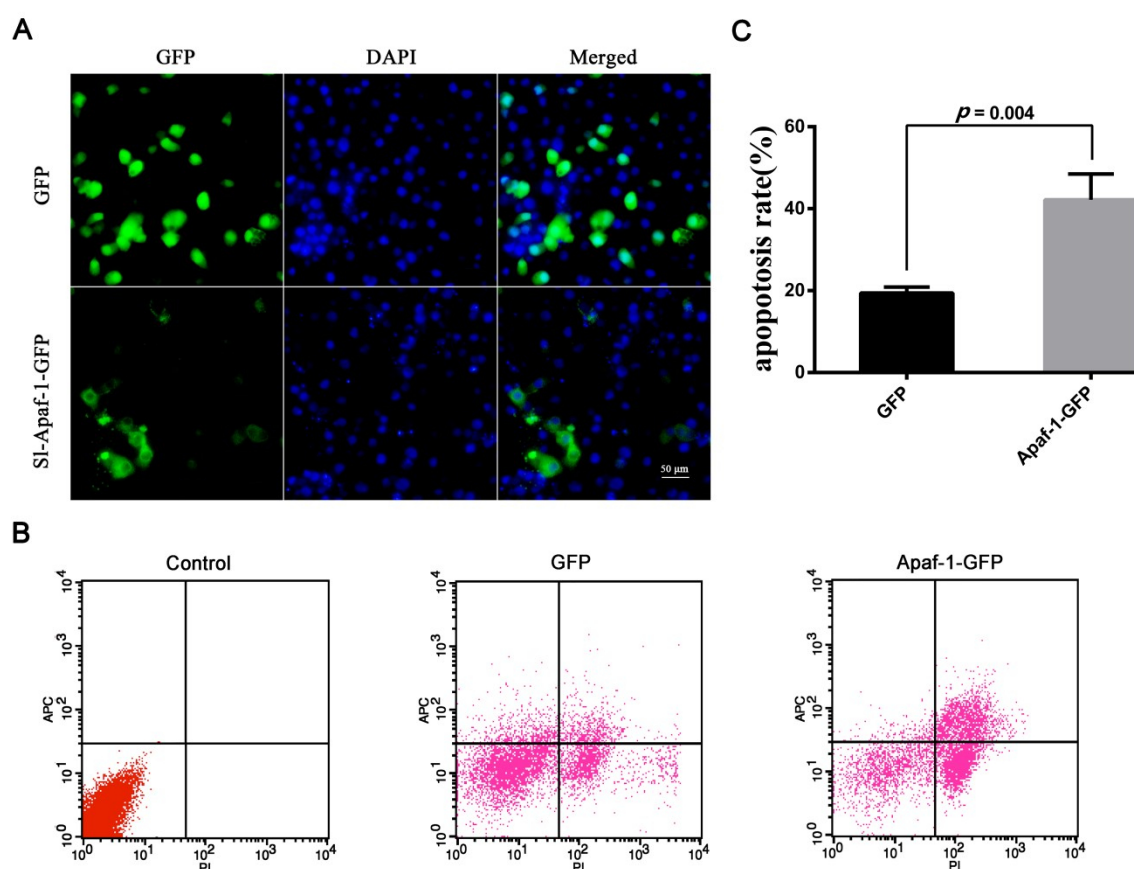 A
GFP DAPI Merged
GFP
Sl-Apaf-1-GFP
50 μm
C
p = 0.004
apopotosis rate(%)
60
40
20
0
GFP
Apaf-1-GFP
B
Control
APC
10^4
10^3
10^2
10^1
10^0
10^0 10^1 10^2 10^3 10^4
PI
GFP
APC
10^4
10^3
10^2
10^1
10^0
10^0 10^1 10^2 10^3 10^4
PI
Apaf-1-GFP
APC
10^4
10^3
10^2
10^1
10^0
10^0 10^1 10^2 10^3 10^4
PI